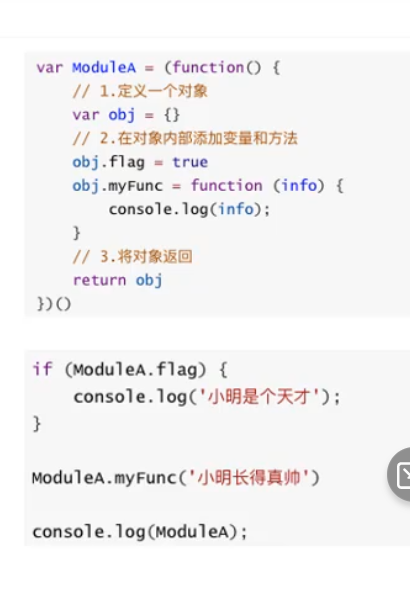 var ModuleA = (function() {
    // 1.定义一个对象
    var obj = {}
    // 2.在对象内部添加变量和方法
    obj.flag = true
    obj.myFunc = function (info) {
        console.log(info);
    }
    // 3.将对象返回
    return obj
})()
if (ModuleA.flag) {
    console.log('小明是个天才');
}
ModuleA.myFunc('小明长得真帅')
console.log(ModuleA);